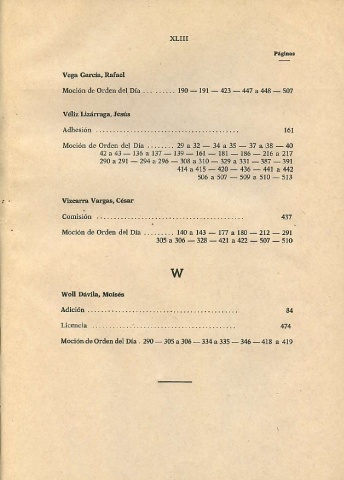 XLIII
Páginas
Vega García, Rafael
Moción de Orden del Día ......... 190 — 191 — 423 — 447 a 448 — 507
Véliz Lizárraga, Jesús
Adhesión ........................................ 161
Moción de Orden del Día ........ 29 a 32 — 34 a 35 — 37 a 38 — 40
42 a 43 — 136 a 137 — 139 — 161 — 181 — 186 — 216 a 217
290 a 291 — 294 a 296 — 308 a 310 — 329 a 331 — 387 — 391
414 a 415 — 420 — 436 — 441 a 442
506 a 507 — 509 a 510 — 513
Vizcarra Vargas, César
Comisión ........................................ 437
Moción de Orden del Día ........ 140 a 143 — 177 a 180 — 212 — 291
305 a 306 — 328 — 421 a 422 — 507 — 510
W
Woll Dávila, Moisés
Adición ........................................ 84
Licencia ........................................ 474
Moción de Orden del Día . 290 — 305 a 306 — 334 a 335 — 346 — 418 a 419